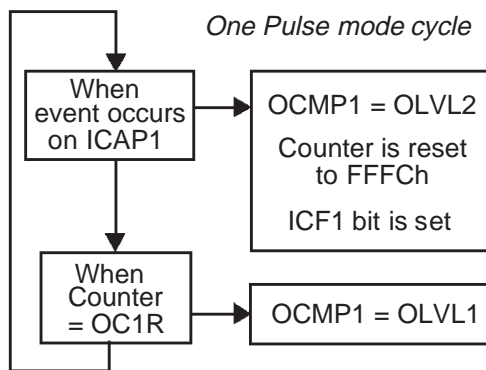 One Pulse mode cycle
When
event occurs
on ICAP1
OCMP1 = OLVL2
Counter is reset
to FFFCh
ICF1 bit is set
When
Counter
= OC1R
OCMP1 = OLVL1